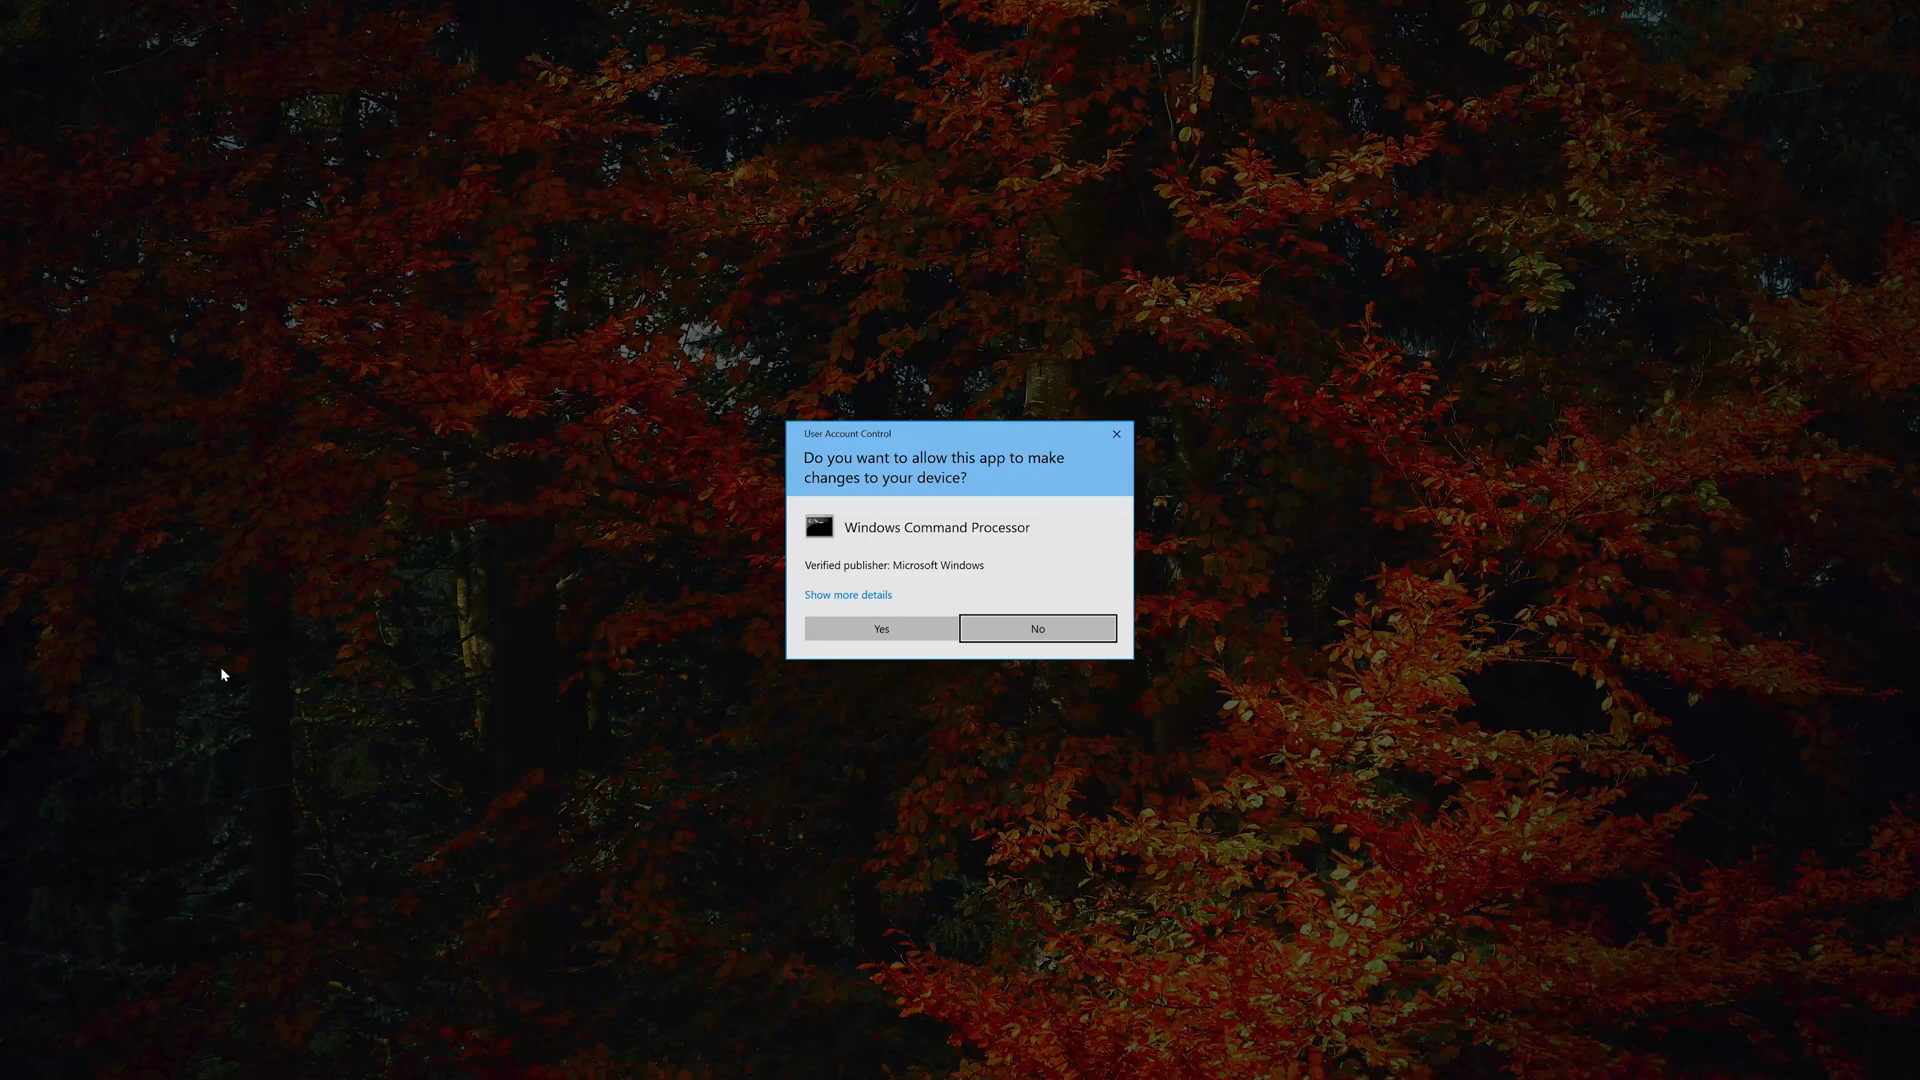 User Account Control
Do you want to allow this app to make
changes to your device?
Windows Command Processor
Verified publisher: Microsoft Windows
Show more details
Yes
No